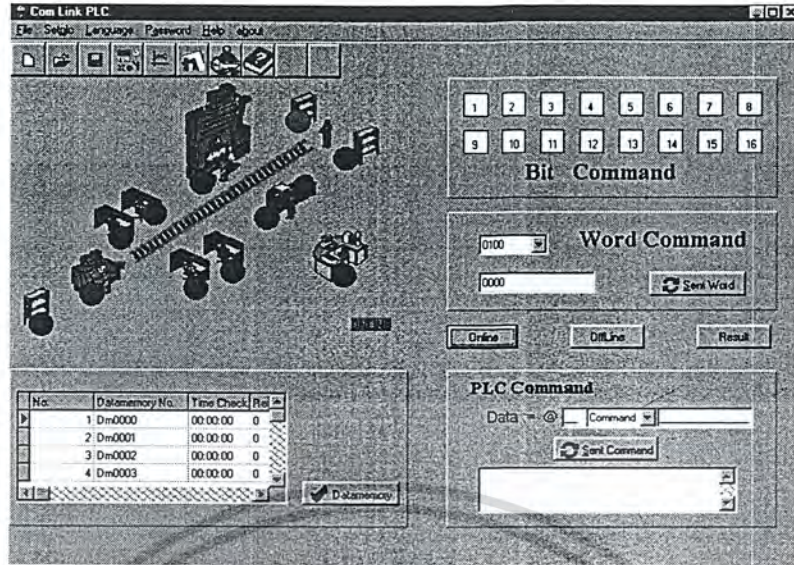 Com Link PLC
File Setgio Language Password Help about
1 2 3 4 5 6 7 8
9 10 11 12 13 14 15 16
Bit Command
0100
Word Command
0000
Sent Word
Online
OffLine
Result
No. Datamemory No. Time Check Rel
1 Dm0000 00:00:00 0
2 Dm0001 00:00:00 0
3 Dm0002 00:00:00 0
4 Dm0003 00:00:00 0
Datamemory
PLC Command
Data = @ __ Command
Sent Command